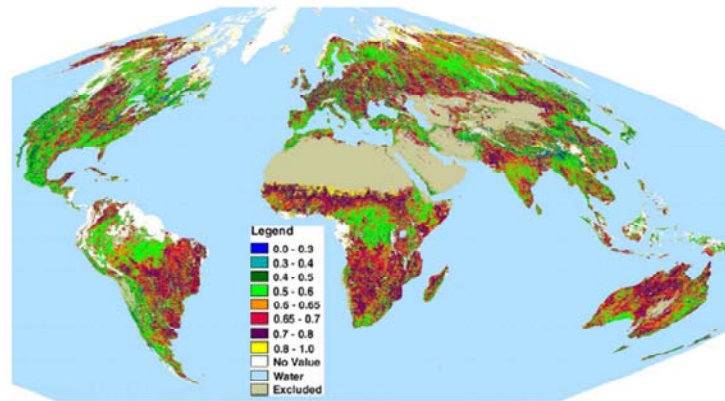 Legend
0.0 - 0.3
0.3 - 0.4
0.4 - 0.5
0.5 - 0.6
0.6 - 0.65
0.65 - 0.7
0.7 - 0.8
0.8 - 1.0
No Value
Water
Excluded